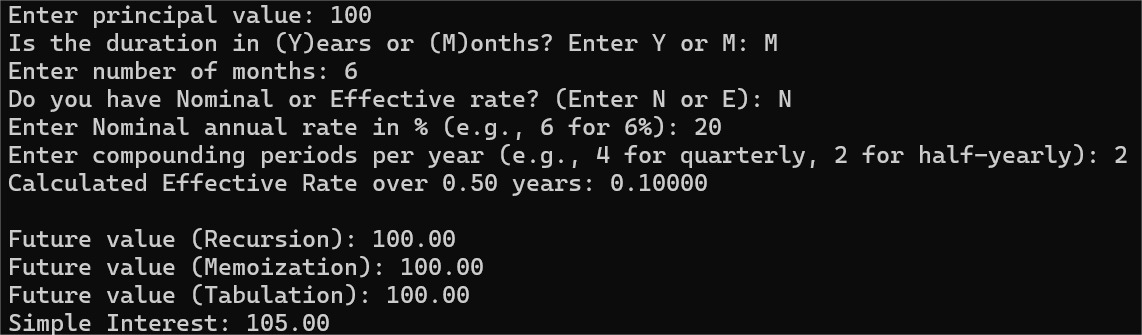 Enter principal value: 100
Is the duration in (Y)ears or (M)onths? Enter Y or M: M
Enter number of months: 6
Do you have Nominal or Effective rate? (Enter N or E): N
Enter Nominal annual rate in % (e.g., 6 for 6%): 20
Enter compounding periods per year (e.g., 4 for quarterly, 2 for half-yearly): 2
Calculated Effective Rate over 0.50 years: 0.10000
Future value (Recursion): 100.00
Future value (Memoization): 100.00
Future value (Tabulation): 100.00
Simple Interest: 105.00